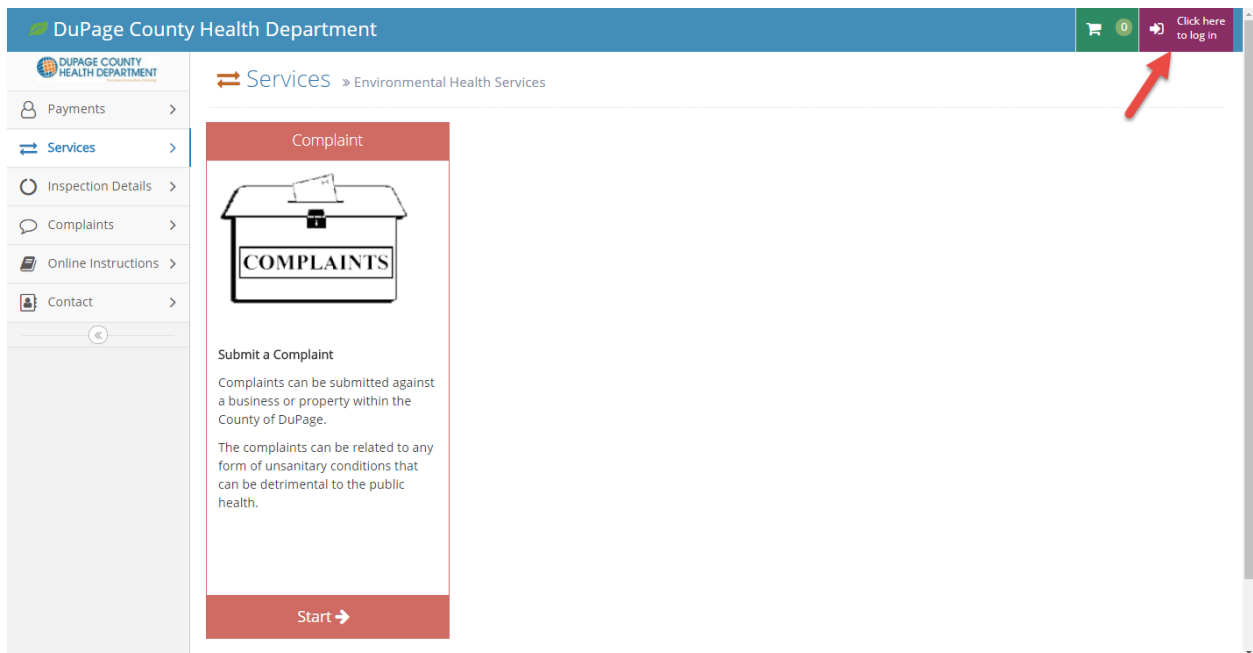 DuPage County Health Department
0
Click here
to log in
DUPAGE COUNTY
HEALTH DEPARTMENT
Services » Environmental Health Services
Payments
Services
Inspection Details
Complaints
Online Instructions
Contact
Complaint
COMPLAINTS
Submit a Complaint
Complaints can be submitted against
a business or property within the
County of DuPage.
The complaints can be related to any
form of unsanitary conditions that
can be detrimental to the public
health.
Start